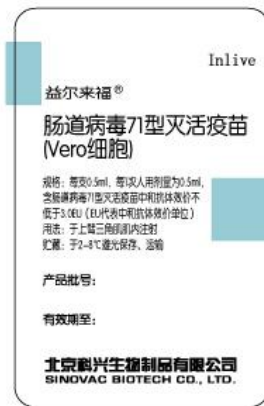 Inlive
益尔来福®
肠道病毒71型灭活疫苗
(Vero细胞)
规格：每支0.5ml，每1次人用剂量为0.5ml，
含肠道病毒71型灭活疫苗中和抗体效价不
低于3.0EU（EU代表中和抗体效价单位）
用法：于上臂三角肌肌内注射
贮藏：于2-8℃避光保存、运输
产品批号：
有效期至：
北京科兴生物制品有限公司
SINOVAC BIOTECH CO., LTD.